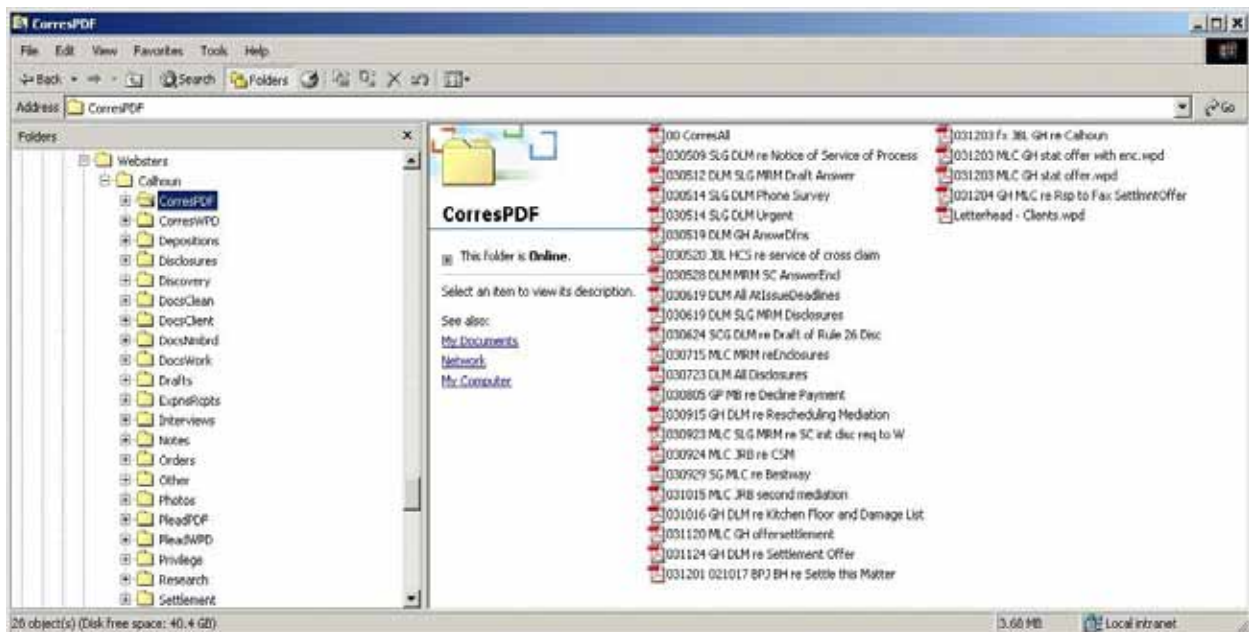 CorresPDF
File Edit View Favorites Tools Help
Back Search Folders
Address CorresPDF Go
Folders
Websters
Calhoun
CorresPDF
CorresWPD
Depositions
Disclosures
Discovery
DocsClean
DocsClient
DocsNmbrd
DocsWork
Drafts
ExpnsRcpts
Interviews
Notes
Orders
Other
Photos
PleadPDF
PleadWPD
Privilege
Research
Settlement
CorresPDF
This folder is Online.
Select an item to view its description.
See also:
My Documents
Network
My Computer
00 CorresAll
030509 SLG DLM re Notice of Service of Process
030512 DLM SLG MRM Draft Answer
030514 SLG DLM Phone Survey
030514 SLG DLM Urgent
030519 DLM GH AnswrDfns
030520 JBL HCS re service of cross claim
030528 DLM MRM SC AnswerEncl
030619 DLM All AtIssueDeadlines
030619 DLM SLG MRM Disclosures
030624 SCG DLM re Draft of Rule 26 Disc
030715 MLC MRM reEnclosures
030723 DLM All Disclosures
030805 GP MB re Decline Payment
030915 GH DLM re Rescheduling Mediation
030923 MLC SLG MRM re SC init disc req to W
030924 MLC JRB re CSM
030929 SG MLC re Bestway
031015 MLC JRB second mediation
031016 GH DLM re Kitchen Floor and Damage List
031120 MLC GH offersettlement
031124 GH DLM re Settlement Offer
031201 021017 BPJ BH re Settle this Matter
031203 fx JBL GH re Calhoun
031203 MLC GH stat offer with enc.wpd
031203 MLC GH stat offer.wpd
031204 GH MLC re Rsp to Fax SettlmntOffer
Letterhead - Clients.wpd
28 object(s) (Disk free space: 40.4 GB) 3.68 MB Local intranet